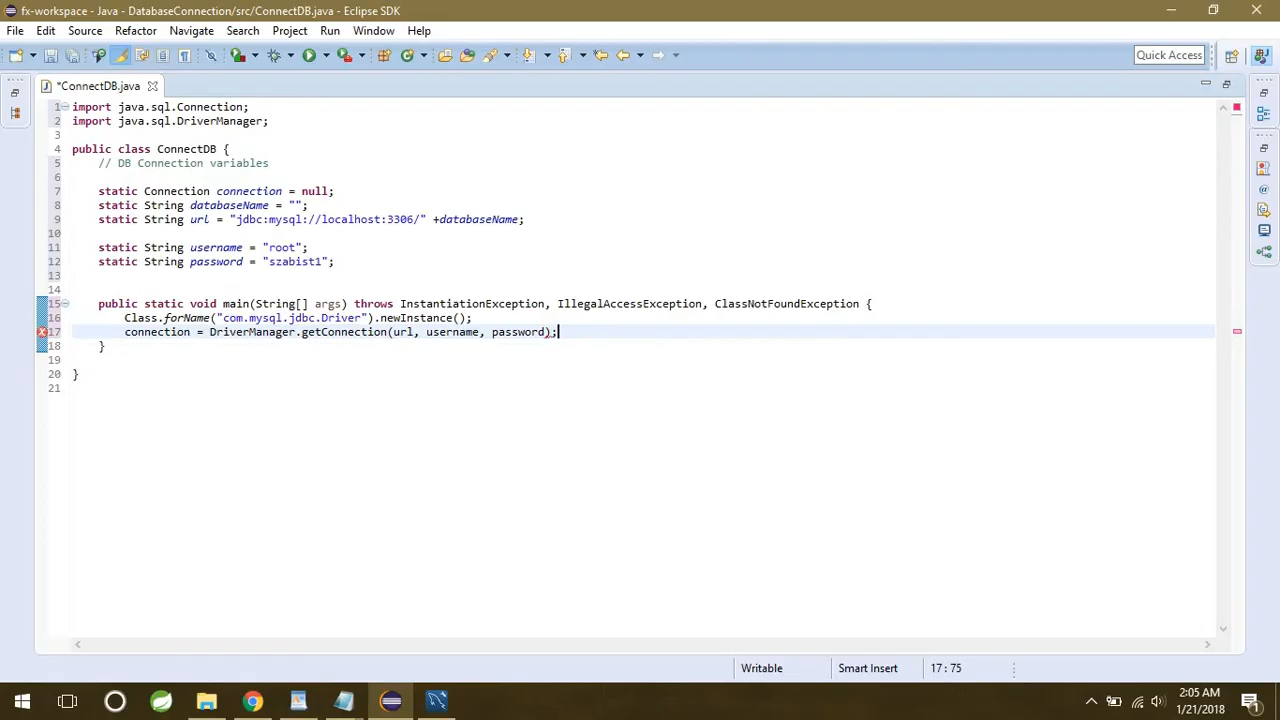 fx-workspace - Java - DatabaseConnection/src/ConnectDB.java - Eclipse SDK
File Edit Source Refactor Navigate Search Project Run Window Help
Quick Access
*ConnectDB.java
1 import java.sql.Connection;
2 import java.sql.DriverManager;
3
4 public class ConnectDB {
5 // DB Connection variables
6
7 static Connection connection = null;
8 static String databaseName = "";
9 static String url = "jdbc:mysql://localhost:3306/" +databaseName;
10
11 static String username = "root";
12 static String password = "szabist1";
13
14
15 public static void main(String[] args) throws InstantiationException, IllegalAccessException, ClassNotFoundException {
16 Class.forName("com.mysql.jdbc.Driver").newInstance();
17 connection = DriverManager.getConnection(url, username, password);
18 }
19
20 }
21
Writable Smart Insert 17 : 75
2:05 AM
1/21/2018
1